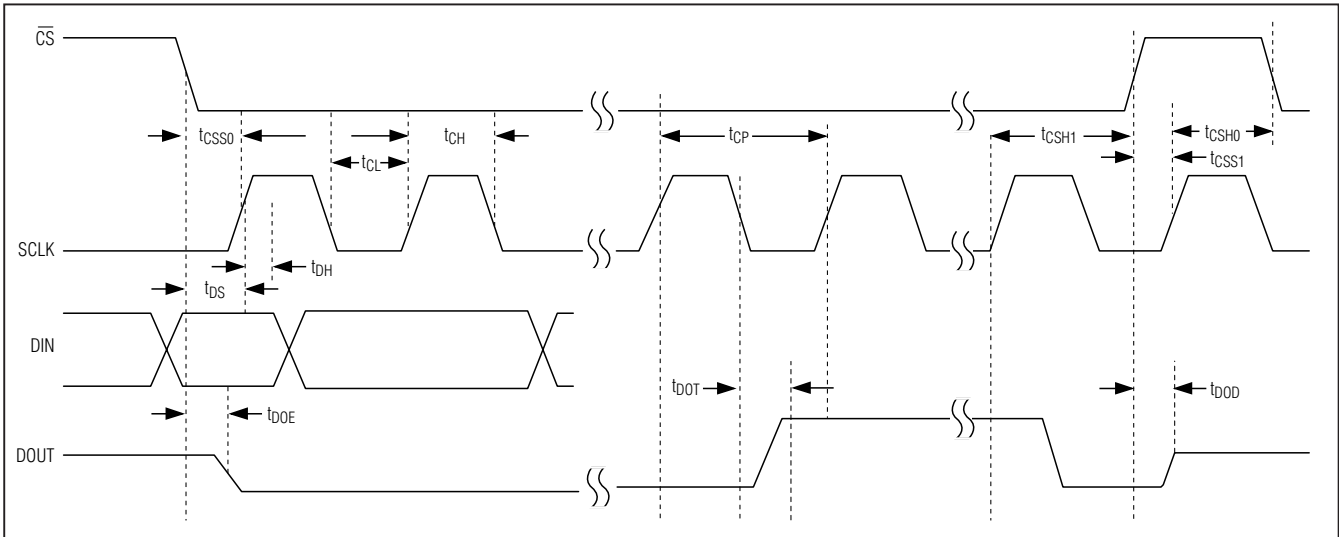 CS
tCSS0
tCL
tCH
tCP
tCSH1
tCSH0
tCSS1
SCLK
tDH
tDS
DIN
tDOT
tDOD
tDOE
DOUT